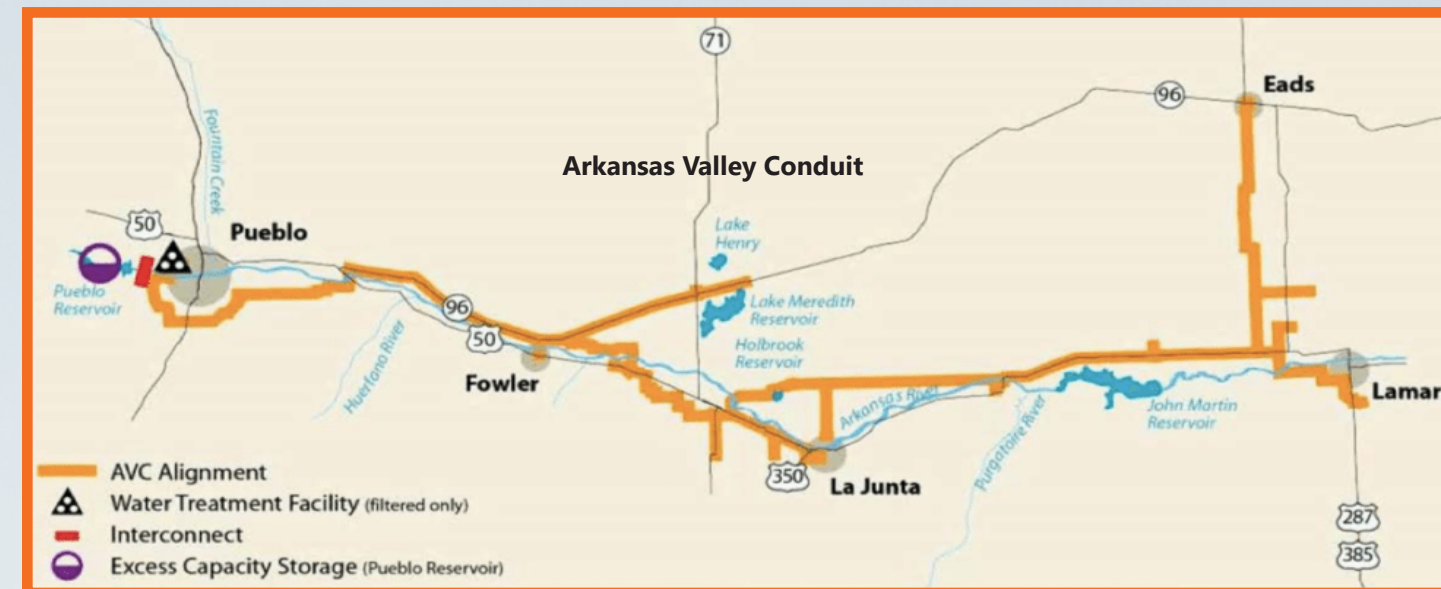 71
96
Eads
Fountain Creek
Arkansas Valley Conduit
50
Pueblo
Lake
Henry
Pueblo
Reservoir
96
Lake Meredith
Reservoir
50
Holbrook
Reservoir
Huerfano River
Fowler
Arkansas River
Purgatoire River
John Martin
Reservoir
Lamar
350
La Junta
287
385
AVC Alignment
Water Treatment Facility (filtered only)
Interconnect
Excess Capacity Storage (Pueblo Reservoir)